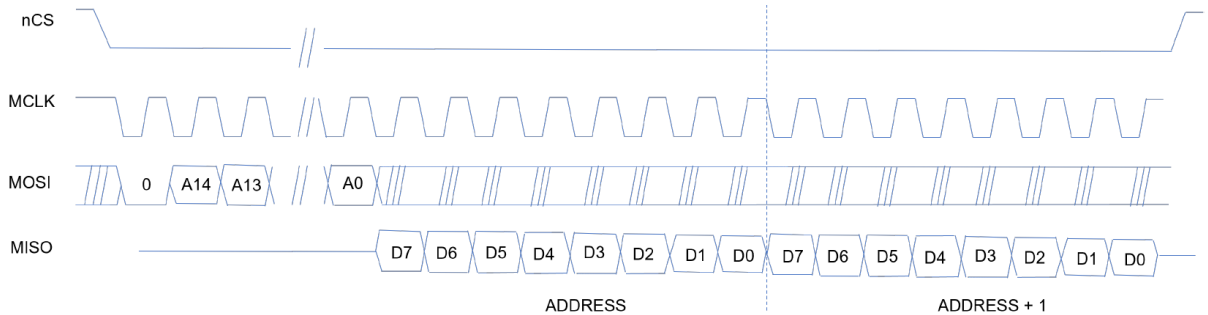 nCS
MCLK
MOSI 0 A14 A13 A0
MISO D7 D6 D5 D4 D3 D2 D1 D0 D7 D6 D5 D4 D3 D2 D1 D0
ADDRESS ADDRESS + 1